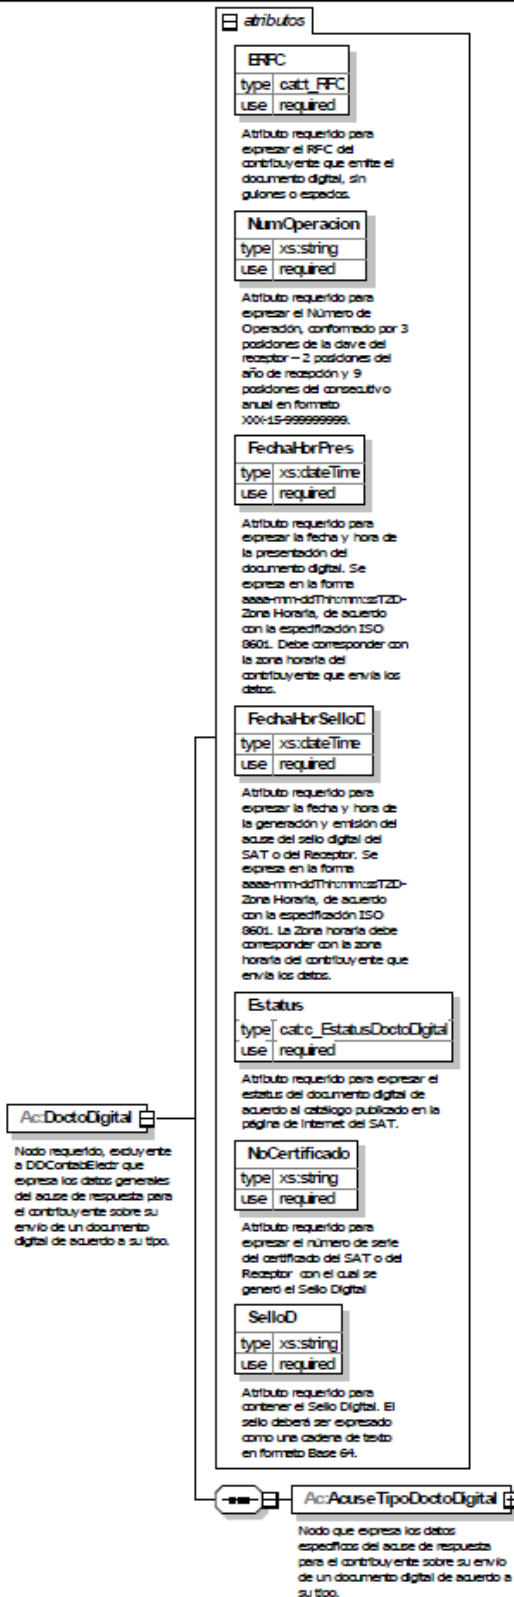 atributos
ERFC
type cat:t_RFC
use required
Atributo requerido para
expresar el RFC del
contribuyente que emite el
documento digital, sin
guiones o espacios.
NumOperacion
type xs:string
use required
Atributo requerido para
expresar el Número de
Operación, conformado por 3
posiciones de la clave del
receptor – 2 posiciones del
año de recepción y 9
posiciones del consecutivo
anual en formato
XXX-15-999999999.
FechaHorPres
type xs:dateTime
use required
Atributo requerido para
expresar la fecha y hora de
la presentación del
documento digital. Se
expresa en la forma
aaaa-mm-ddThh:mm:ssTZD-
Zona Horaria, de acuerdo
con la especificación ISO
8601. Debe corresponder con
la zona horaria del
contribuyente que envía los
datos.
FechaHorSelloD
type xs:dateTime
use required
Atributo requerido para
expresar la fecha y hora de
la generación y emisión del
acuse del sello digital del
SAT o del Receptor. Se
expresa en la forma
aaaa-mm-ddThh:mm:ssTZD-
Zona Horaria, de acuerdo
con la especificación ISO
8601. La Zona horaria debe
corresponder con la zona
horaria del contribuyente que
envía los datos.
Estatus
type cat:c_EstatusDoctoDigital
use required
Atributo requerido para expresar el
estatus del documento digital de
acuerdo al catálogo publicado en la
página de Internet del SAT.
Ac:DoctoDigital
Nodo requerido, excluyente
a DDContabElectr que
expresa los datos generales
del acuse de respuesta para
el contribuyente sobre su
envío de un documento
digital de acuerdo a su tipo.
NoCertificado
type xs:string
use required
Atributo requerido para
expresar el número de serie
del certificado del SAT o del
Receptor con el cual se
generó el Sello Digital
SelloD
type xs:string
use required
Atributo requerido para
contener el Sello Digital. El
sello deberá ser expresado
como una cadena de texto
en formato Base 64.
Ac:AcuseTipoDoctoDigital
Nodo que expresa los datos
específicos del acuse de respuesta
para el contribuyente sobre su envío
de un documento digital de acuerdo a
su tipo.